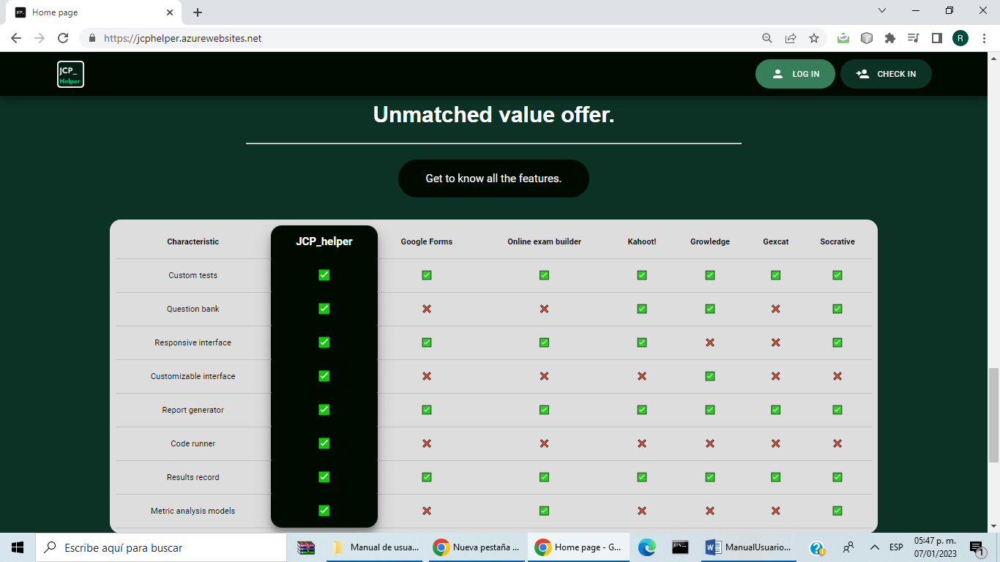 Home page
https://jcphelper.azurewebsites.net
R
JCP_
Helper
LOG IN
CHECK IN
Unmatched value offer.
Get to know all the features.
Characteristic JCP_helper Google Forms Online exam builder Kahoot! Growledge Gexcat Socrative
Custom tests
Question bank
Responsive interface
Customizable interface
Report generator
Code runner
Results record
Metric analysis models
Escribe aquí para buscar
Manual de usua...
Nueva pestaña ...
Home page - G...
ManualUsuario...
ESP
05:47 p. m.
07/01/2023
1